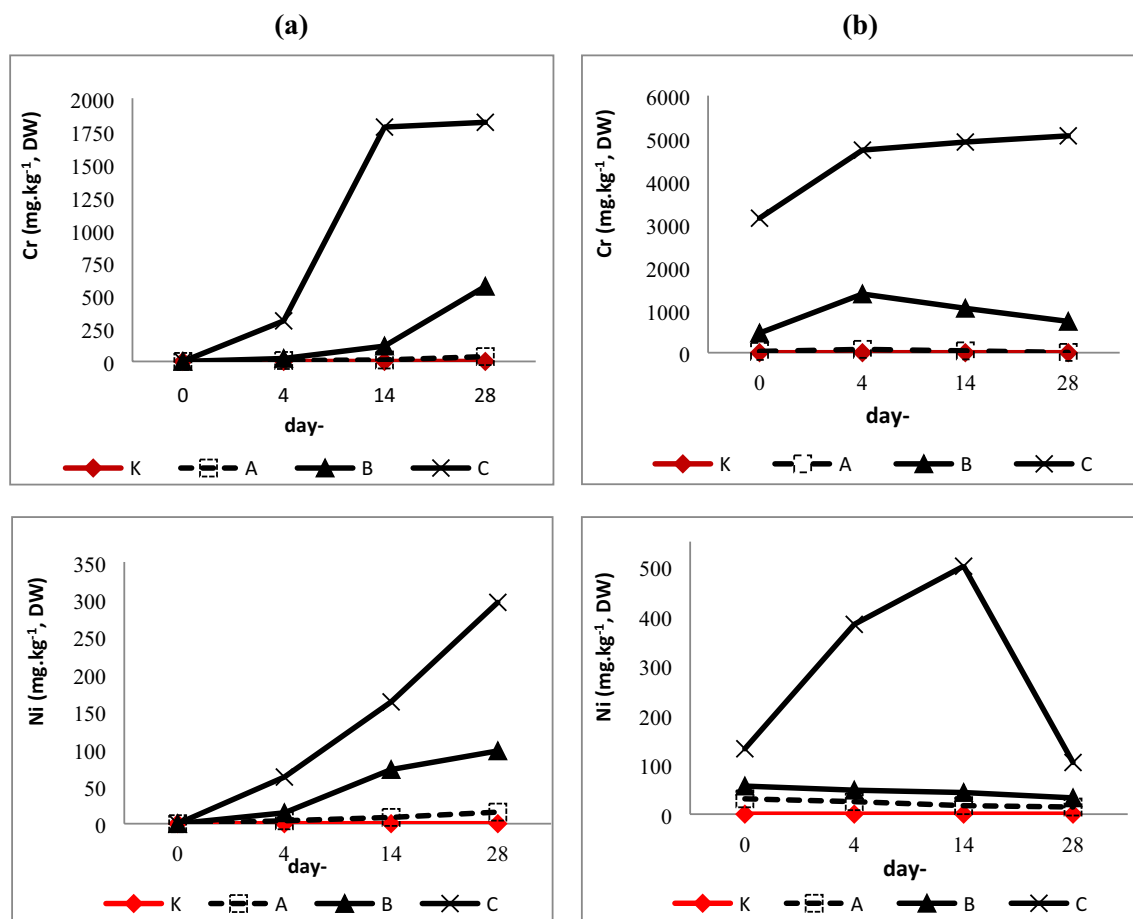 (a)
(b)
Cr (mg.kg-1, DW)
2000
1750
1500
1250
1000
750
500
250
0
0 4 14 28
day-
K A B C
Cr (mg.kg-1, DW)
6000
5000
4000
3000
2000
1000
0
0 4 14 28
day-
K A B C
Ni (mg.kg-1, DW)
350
300
250
200
150
100
50
0
0 4 14 28
day-
K A B C
Ni (mg.kg-1, DW)
500
400
300
200
100
0
0 4 14 28
day-
K A B C